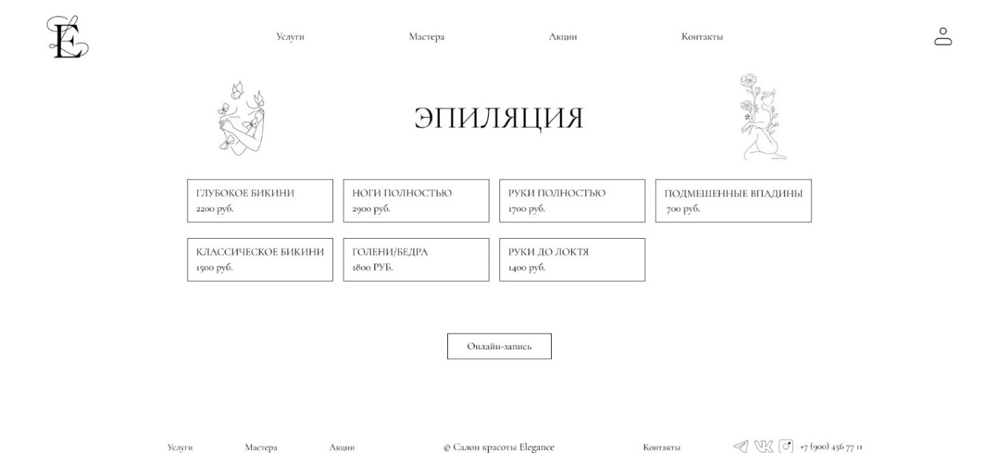 E
Услуги
Мастера
Акции
Контакты
ЭПИЛЯЦИЯ
ГЛУБОКОЕ БИКИНИ
2200 руб.
НОГИ ПОЛНОСТЬЮ
2900 руб.
РУКИ ПОЛНОСТЬЮ
1700 руб.
ПОДМЕШЕННЫЕ ВПАДИНЫ
700 руб.
КЛАССИЧЕСКОЕ БИКИНИ
1500 руб.
ГОЛЕНИ/БЕДРА
1800 РУБ.
РУКИ ДО ЛОКТЯ
1400 руб.
Онлайн-запись
Услуги
Мастера
Акции
© Салон красоты Elegance
Контакты
VK
+7 (900) 456 77 11